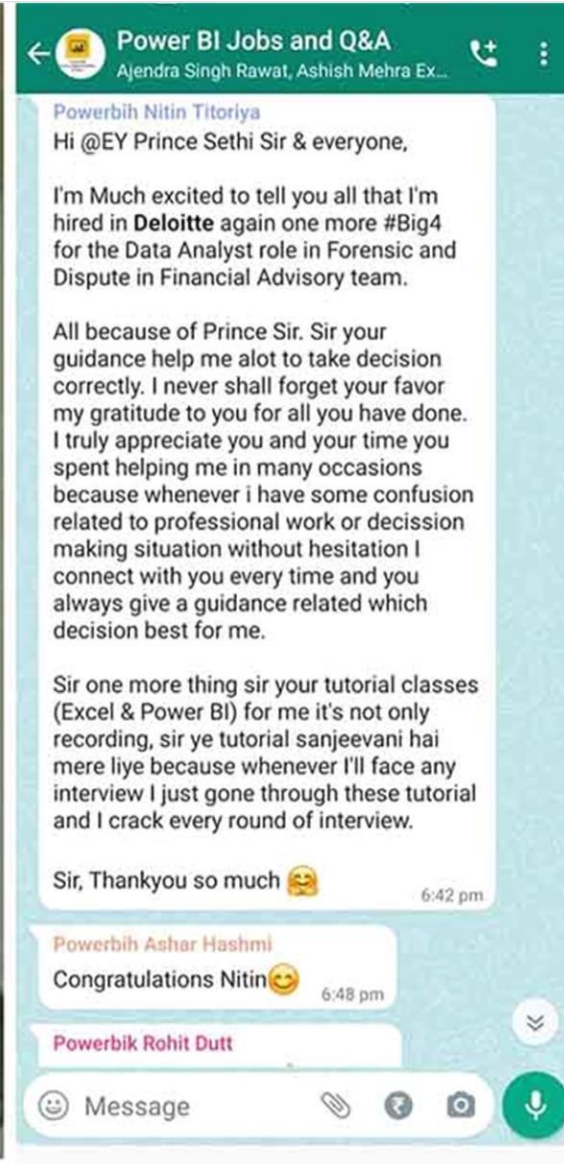 Power BI Jobs and Q&A
Ajendra Singh Rawat, Ashish Mehra Ex...
Powerbih Nitin Titoriya
Hi @EY Prince Sethi Sir & everyone,
I'm Much excited to tell you all that I'm
hired in Deloitte again one more #Big4
for the Data Analyst role in Forensic and
Dispute in Financial Advisory team.
All because of Prince Sir. Sir your
guidance help me alot to take decision
correctly. I never shall forget your favor
my gratitude to you for all you have done.
I truly appreciate you and your time you
spent helping me in many occasions
because whenever i have some confusion
related to professional work or decission
making situation without hesitation I
connect with you every time and you
always give a guidance related which
decision best for me.
Sir one more thing sir your tutorial classes
(Excel & Power BI) for me it's not only
recording, sir ye tutorial sanjeevani hai
mere liye because whenever I'll face any
interview I just gone through these tutorial
and I crack every round of interview.
Sir, Thankyou so much 🤗
6:42 pm
Powerbih Ashar Hashmi
Congratulations Nitin😊
6:48 pm
Powerbik Rohit Dutt
Message